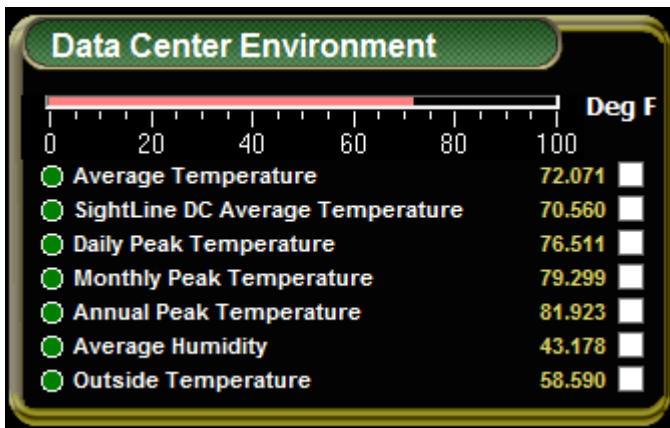 Data Center Environment
Deg F
0 20 40 60 80 100
Average Temperature 72.071
SightLine DC Average Temperature 70.560
Daily Peak Temperature 76.511
Monthly Peak Temperature 79.299
Annual Peak Temperature 81.923
Average Humidity 43.178
Outside Temperature 58.590